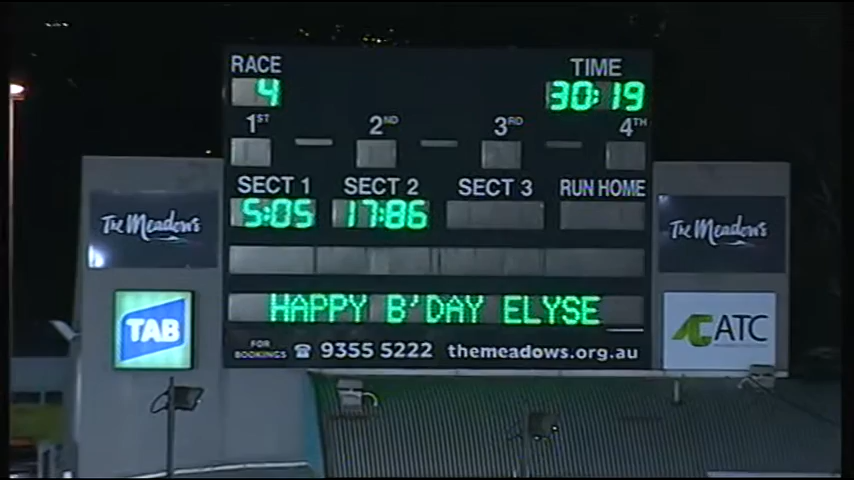 RACE TIME
4 30:19
1ST 2ND 3RD 4TH
SECT 1 SECT 2 SECT 3 RUN HOME
5:05 17:86
The Meadows
The Meadows
HAPPY B'DAY ELYSE
TAB
ATC
FOR BOOKINGS ☎ 9355 5222 themeadows.org.au